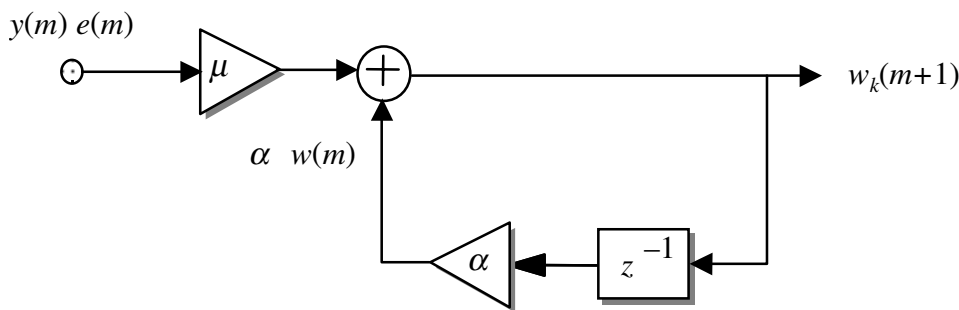 y(m) e(m)
μ
+
w_k(m+1)
α w(m)
α
z^{-1}